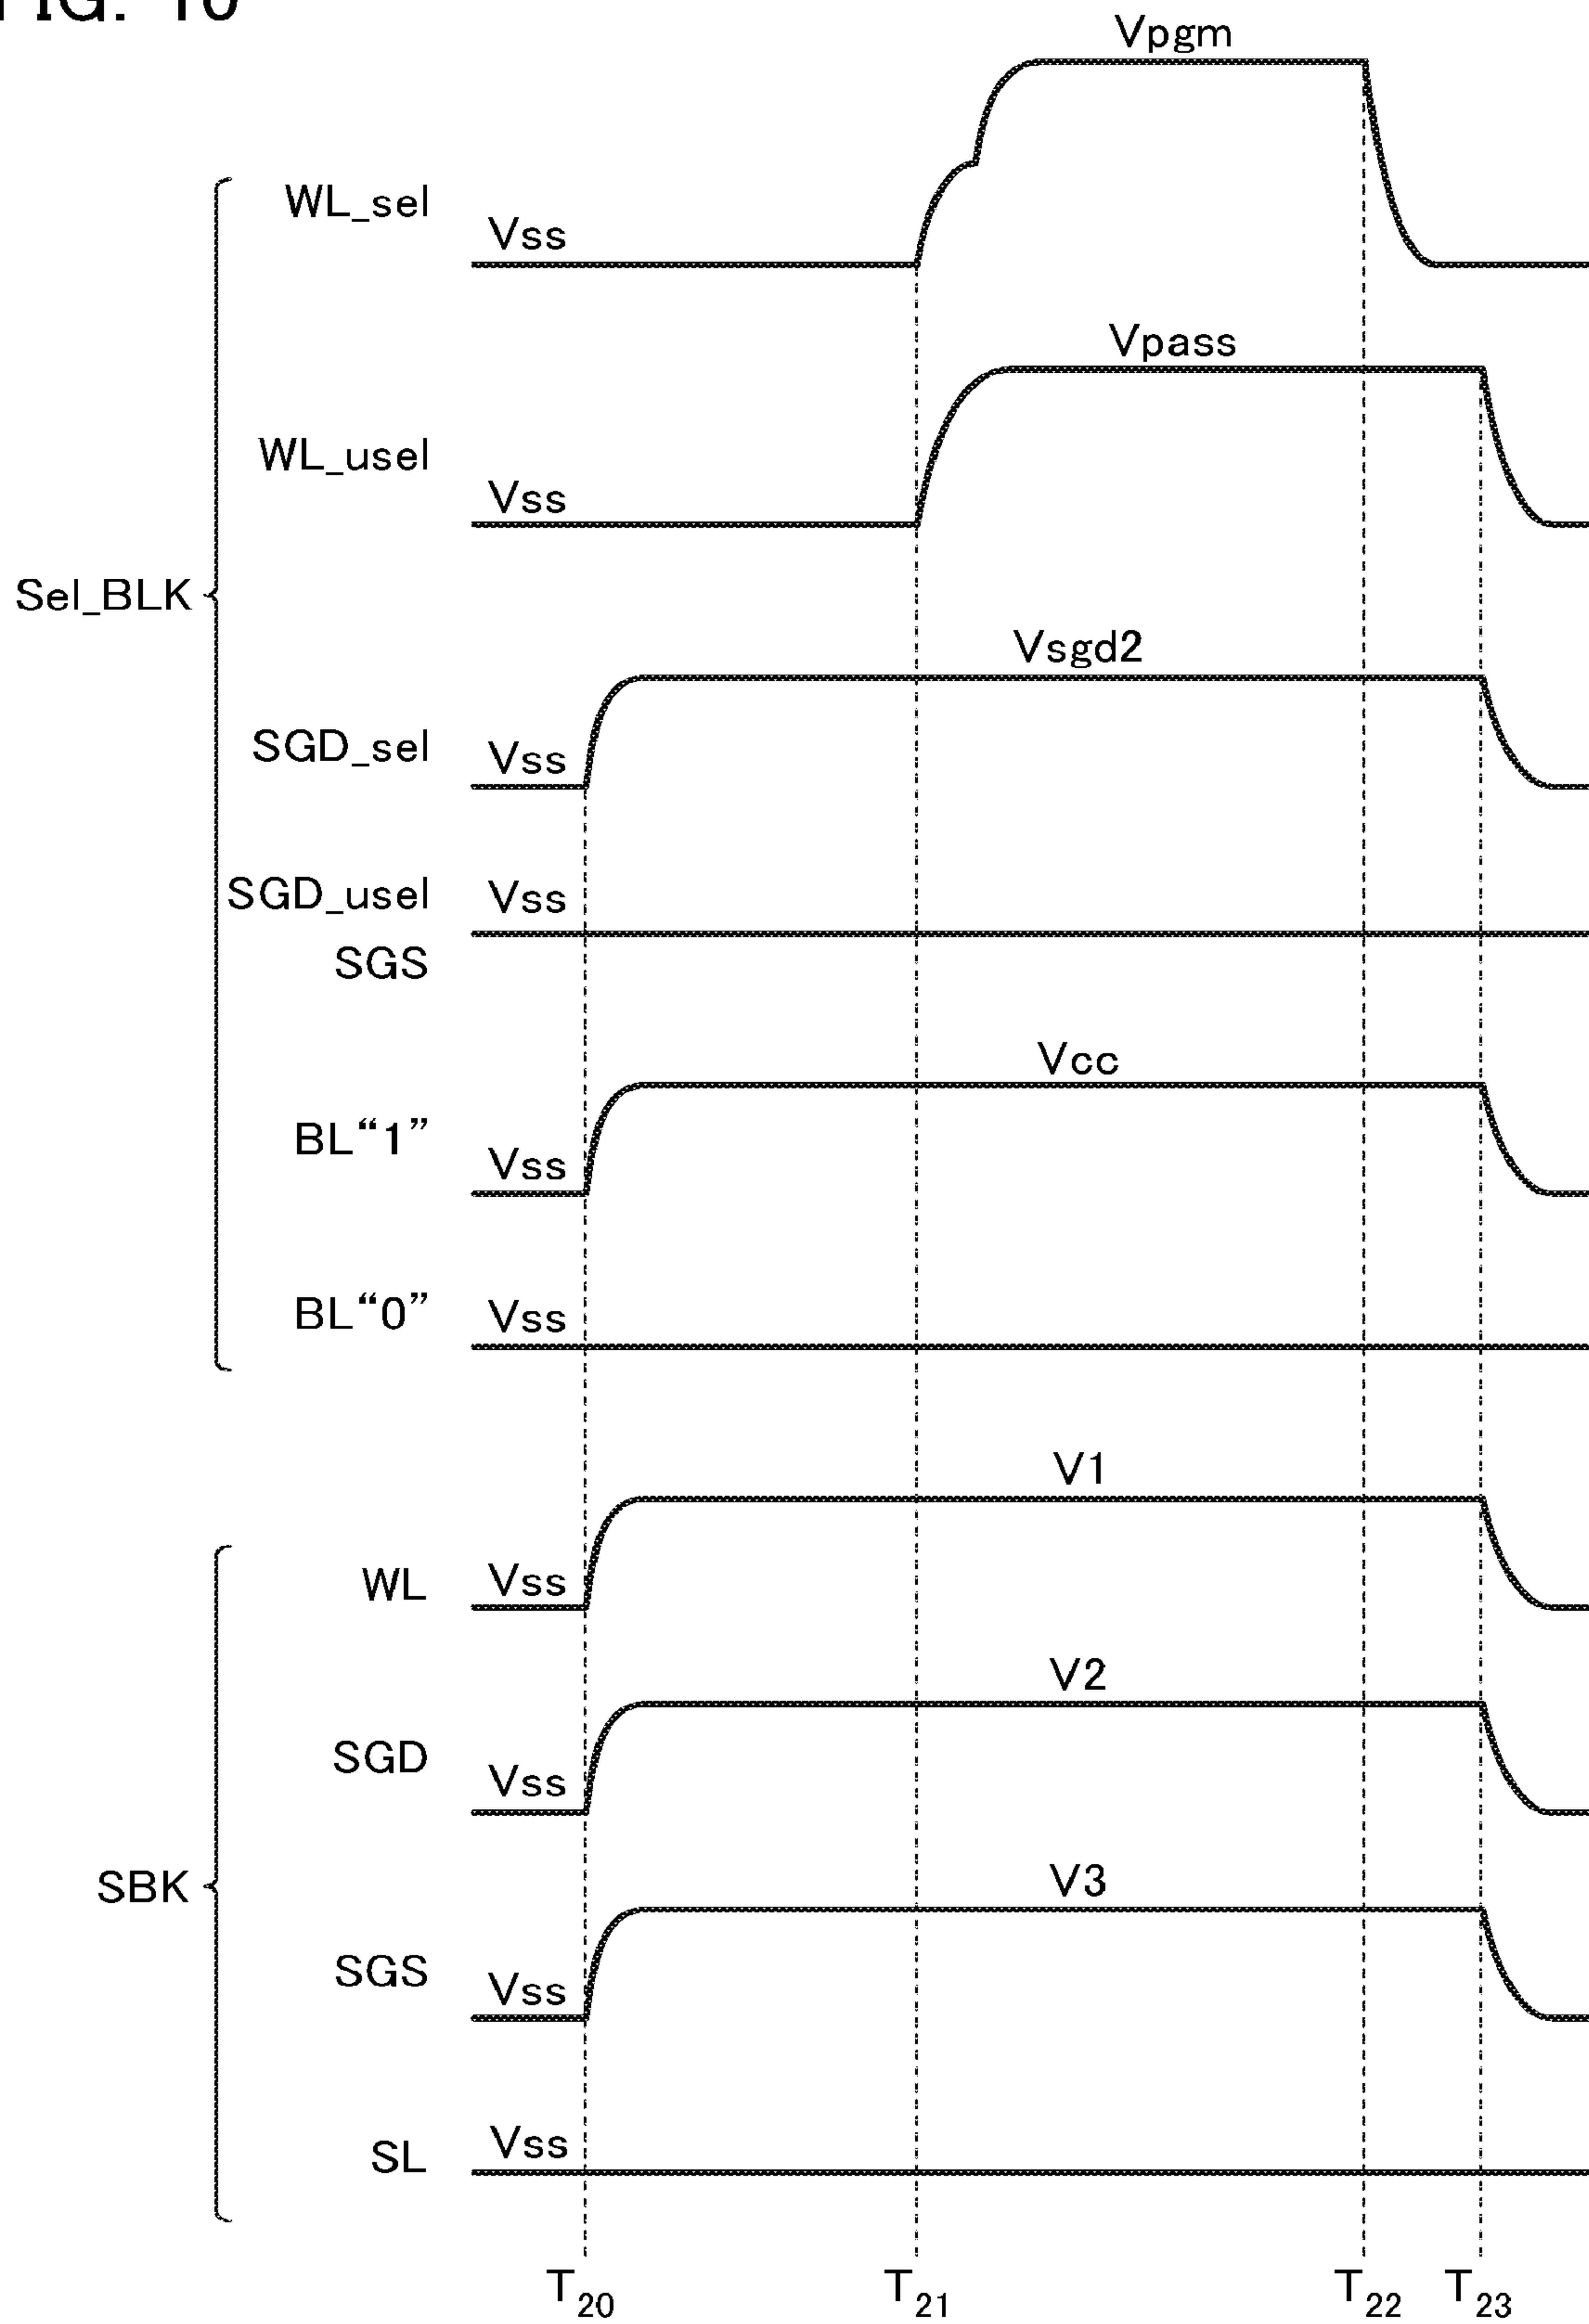 FIG. 10
Vpgm
WL_sel
Vss
Vpass
WL_usel
Vss
Sel_BLK
Vsgd2
SGD_sel
Vss
SGD_usel
Vss
SGS
Vcc
BL“1”
Vss
BL“0”
Vss
V1
WL
Vss
V2
SGD
Vss
V3
SBK
SGS
Vss
SL
Vss
T20
T21
T22
T23